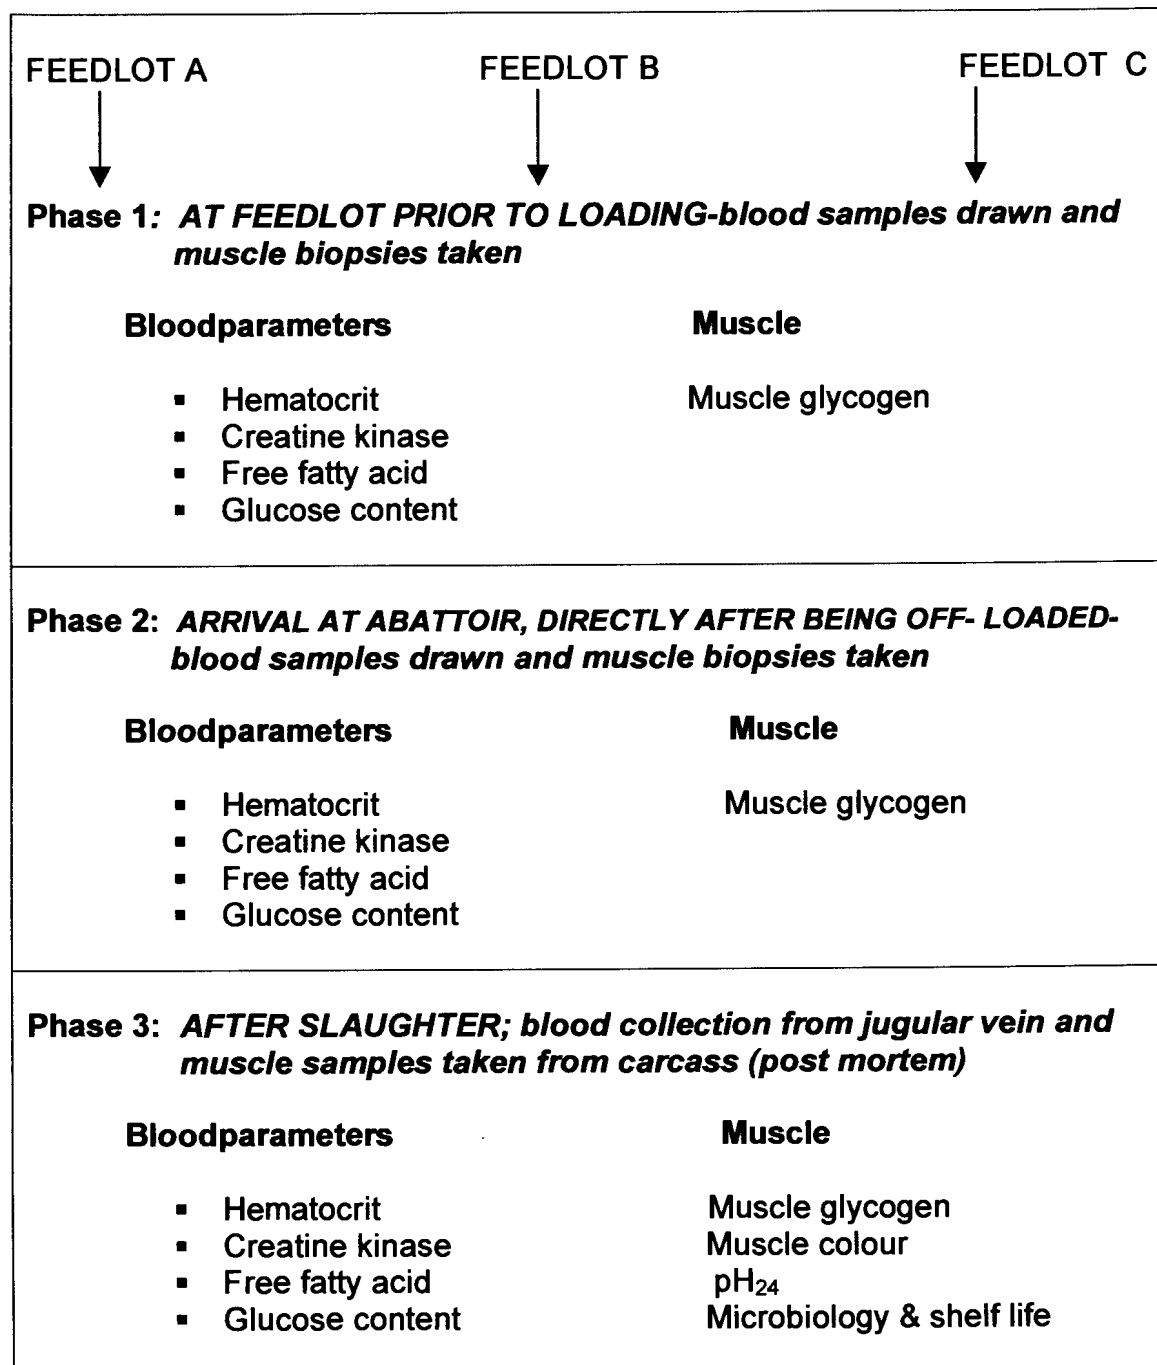 FEEDLOT A FEEDLOT B FEEDLOT C
Phase 1: AT FEEDLOT PRIOR TO LOADING-blood samples drawn and
muscle biopsies taken
Bloodparameters Muscle
▪ Hematocrit Muscle glycogen
▪ Creatine kinase
▪ Free fatty acid
▪ Glucose content
Phase 2: ARRIVAL AT ABATTOIR, DIRECTLY AFTER BEING OFF- LOADED-
blood samples drawn and muscle biopsies taken
Bloodparameters Muscle
▪ Hematocrit Muscle glycogen
▪ Creatine kinase
▪ Free fatty acid
▪ Glucose content
Phase 3: AFTER SLAUGHTER; blood collection from jugular vein and
muscle samples taken from carcass (post mortem)
Bloodparameters Muscle
▪ Hematocrit Muscle glycogen
▪ Creatine kinase Muscle colour
▪ Free fatty acid pH₂₄
▪ Glucose content Microbiology & shelf life